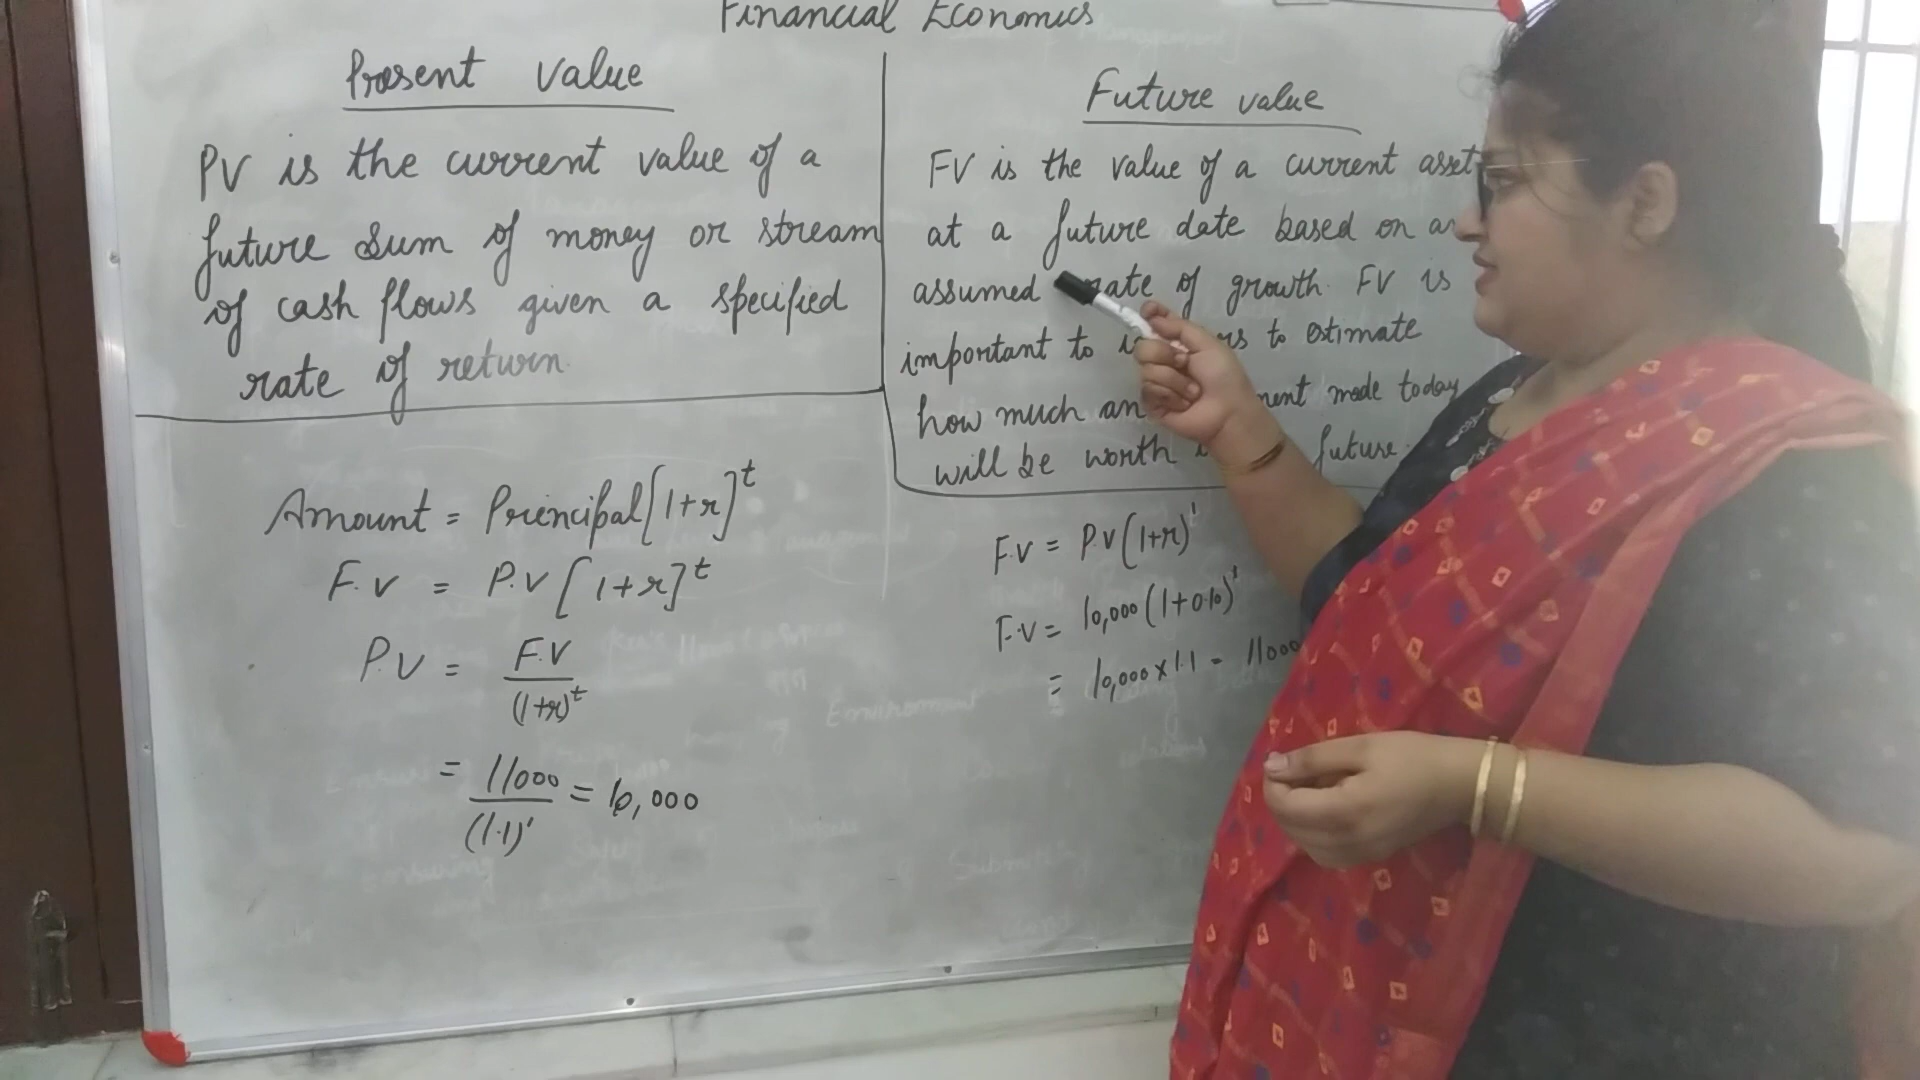 Financial Economics
Present value
PV is the current value of a
future sum of money or stream
of cash flows given a specified
rate of return.
Amount = Principal [1+r]^t
F.V = P.V [1+r]^t
P.V = F.V / (1+r)^t
= 11000 / (1.1)^1 = 10,000
Future value
FV is the value of a current asset
at a future date based on an
assumed rate of growth. FV is
important to to estimate
how much an made today
will be worth future.
F.V = P.V (1+r)^1
F.V = 10,000 (1+0.10)^1
= 10,000 x 1.1 = 11000